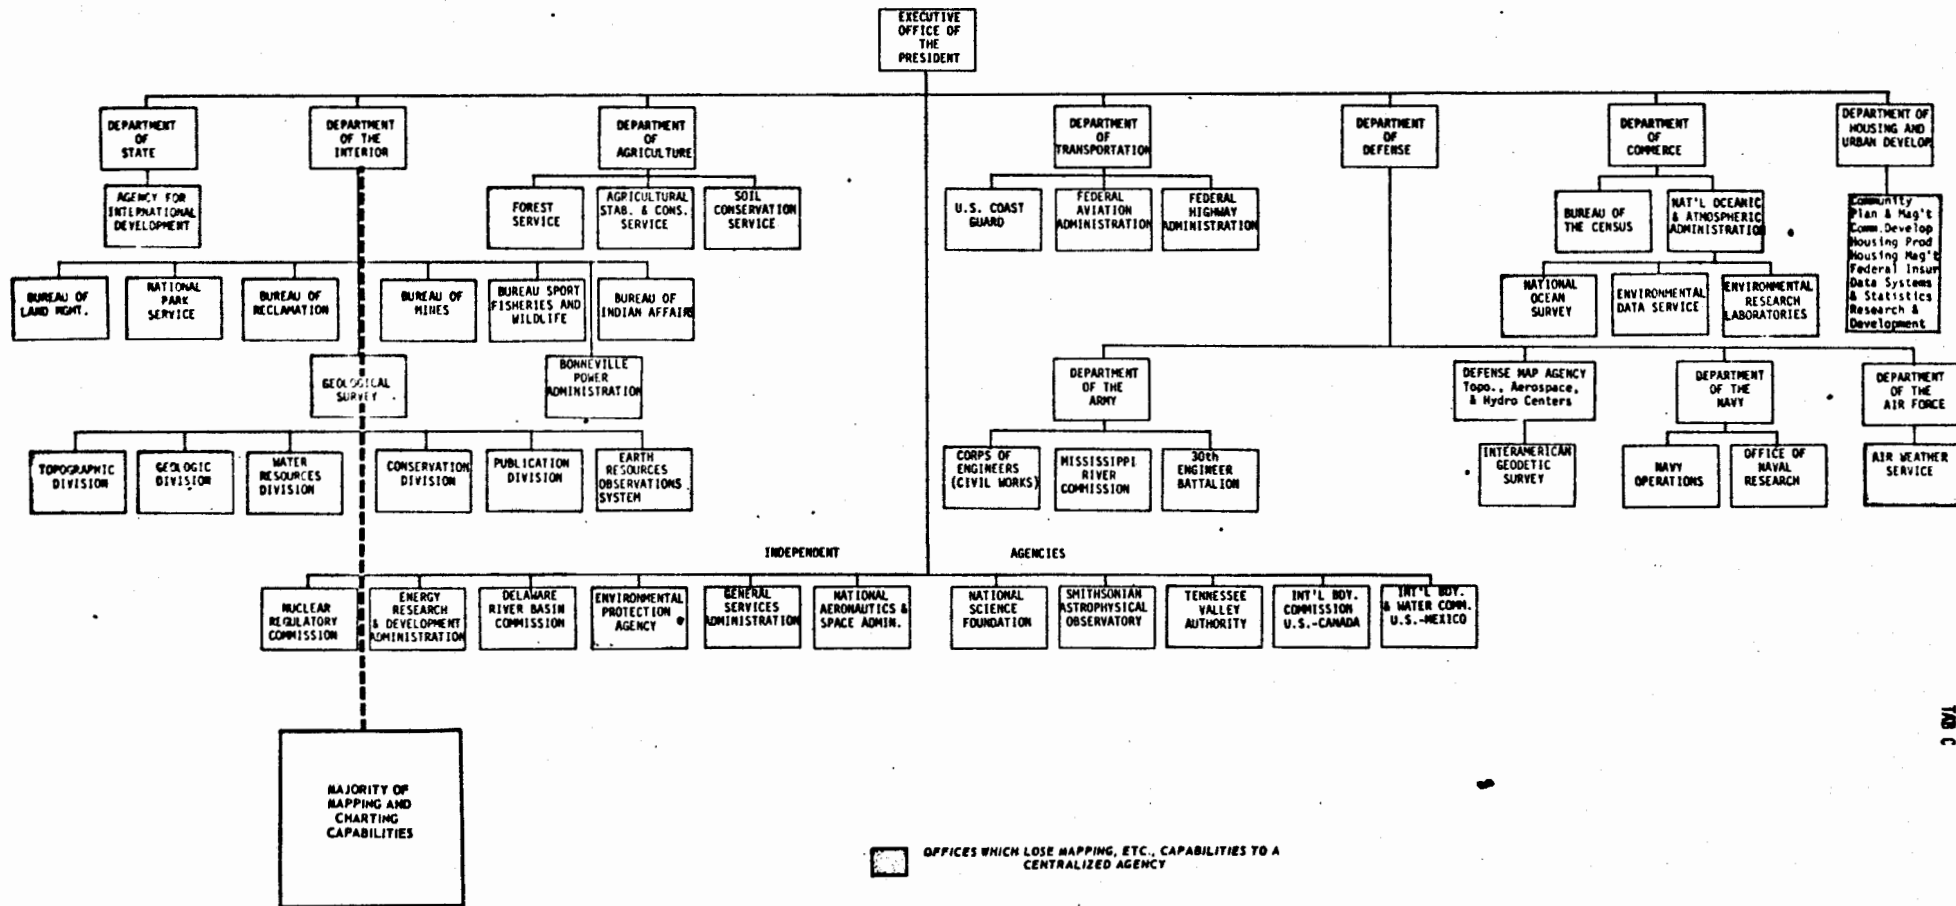 EXECUTIVE
OFFICE OF
THE
PRESIDENT
DEPARTMENT
OF
STATE
DEPARTMENT
OF THE
INTERIOR
DEPARTMENT
OF
AGRICULTURE
DEPARTMENT
OF
TRANSPORTATION
DEPARTMENT
OF
DEFENSE
DEPARTMENT
OF
COMMERCE
DEPARTMENT OF
HOUSING AND
URBAN DEVELOP
AGENCY FOR
INTERNATIONAL
DEVELOPMENT
FOREST
SERVICE
AGRICULTURAL
STAB. & CONS.
SERVICE
SOIL
CONSERVATION
SERVICE
U.S. COAST
GUARD
FEDERAL
AVIATION
ADMINISTRATION
FEDERAL
HIGHWAY
ADMINISTRATION
BUREAU OF
THE CENSUS
NAT'L OCEANIC
& ATMOSPHERIC
ADMINISTRATION
Community
Plan & Mag't
Comm.Develop
Housing Prod
Housing Mag't
Federal Insur
Data Systems
& Statistics
Research &
Development
BUREAU OF
LAND MGMT.
NATIONAL
PARK
SERVICE
BUREAU OF
RECLAMATION
BUREAU OF
MINES
BUREAU SPORT
FISHERIES AND
WILDLIFE
BUREAU OF
INDIAN AFFAIRS
NATIONAL
OCEAN
SURVEY
ENVIRONMENTAL
DATA SERVICE
ENVIRONMENTAL
RESEARCH
LABORATORIES
GEOLOGICAL
SURVEY
BONNEVILLE
POWER
ADMINISTRATION
DEPARTMENT
OF THE
ARMY
DEFENSE MAP AGENCY
Topo., Aerospace,
& Hydro Centers
DEPARTMENT
OF THE
NAVY
DEPARTMENT
OF THE
AIR FORCE
TOPOGRAPHIC
DIVISION
GEOLOGIC
DIVISION
WATER
RESOURCES
DIVISION
CONSERVATION
DIVISION
PUBLICATION
DIVISION
EARTH
RESOURCES
OBSERVATIONS
SYSTEM
CORPS OF
ENGINEERS
(CIVIL WORKS)
MISSISSIPPI
RIVER
COMMISSION
30th
ENGINEER
BATTALION
INTERAMERICAN
GEODETIC
SURVEY
NAVY
OPERATIONS
OFFICE OF
NAVAL
RESEARCH
AIR WEATHER
SERVICE
INDEPENDENT AGENCIES
NUCLEAR
REGULATORY
COMMISSION
ENERGY
RESEARCH
& DEVELOPMENT
ADMINISTRATION
DELAWARE
RIVER BASIN
COMMISSION
ENVIRONMENTAL
PROTECTION
AGENCY
GENERAL
SERVICES
ADMINISTRATION
NATIONAL
AERONAUTICS &
SPACE ADMIN.
NATIONAL
SCIENCE
FOUNDATION
SMITHSONIAN
ASTROPHYSICAL
OBSERVATORY
TENNESSEE
VALLEY
AUTHORITY
INT'L BDY.
COMMISSION
U.S.-CANADA
INT'L BDY.
& WATER COMM.
U.S.-MEXICO
TAB C
MAJORITY OF
MAPPING AND
CHARTING
CAPABILITIES
OFFICES WHICH LOSE MAPPING, ETC., CAPABILITIES TO A
CENTRALIZED AGENCY